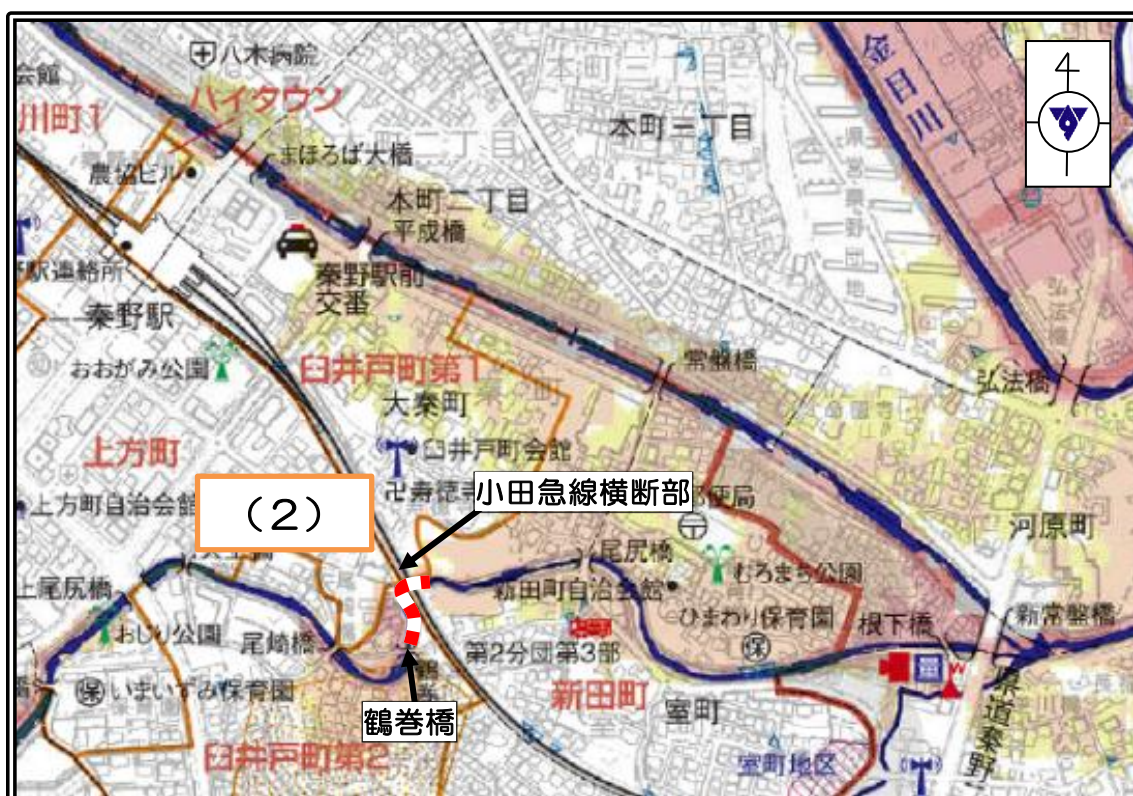 八木病院
会館
川町1
ハイタウン
まほろば大橋
農協ビル
本町三丁目
金目川
4
本町二丁目
平成橋
秦野駅前
交番
野駅連絡所
秦野駅
おおがみ公園
臼井戸町第1
常盤橋
弘法橋
大秦町
臼井戸町会館
上方町
上方町自治会館
卍寿徳寺
小田急線横断部
便局
(2)
河原町
上尾尻橋
尾尻橋
新田町自治会館
むろまち公園
ひまわり保育園
根下橋
新常盤橋
おじり公園
尾崎橋
第2分団第3部
保
保
いまいずみ保育園
新田町
室町
鶴巻橋
県道秦野
臼井戸町第2
室町地区